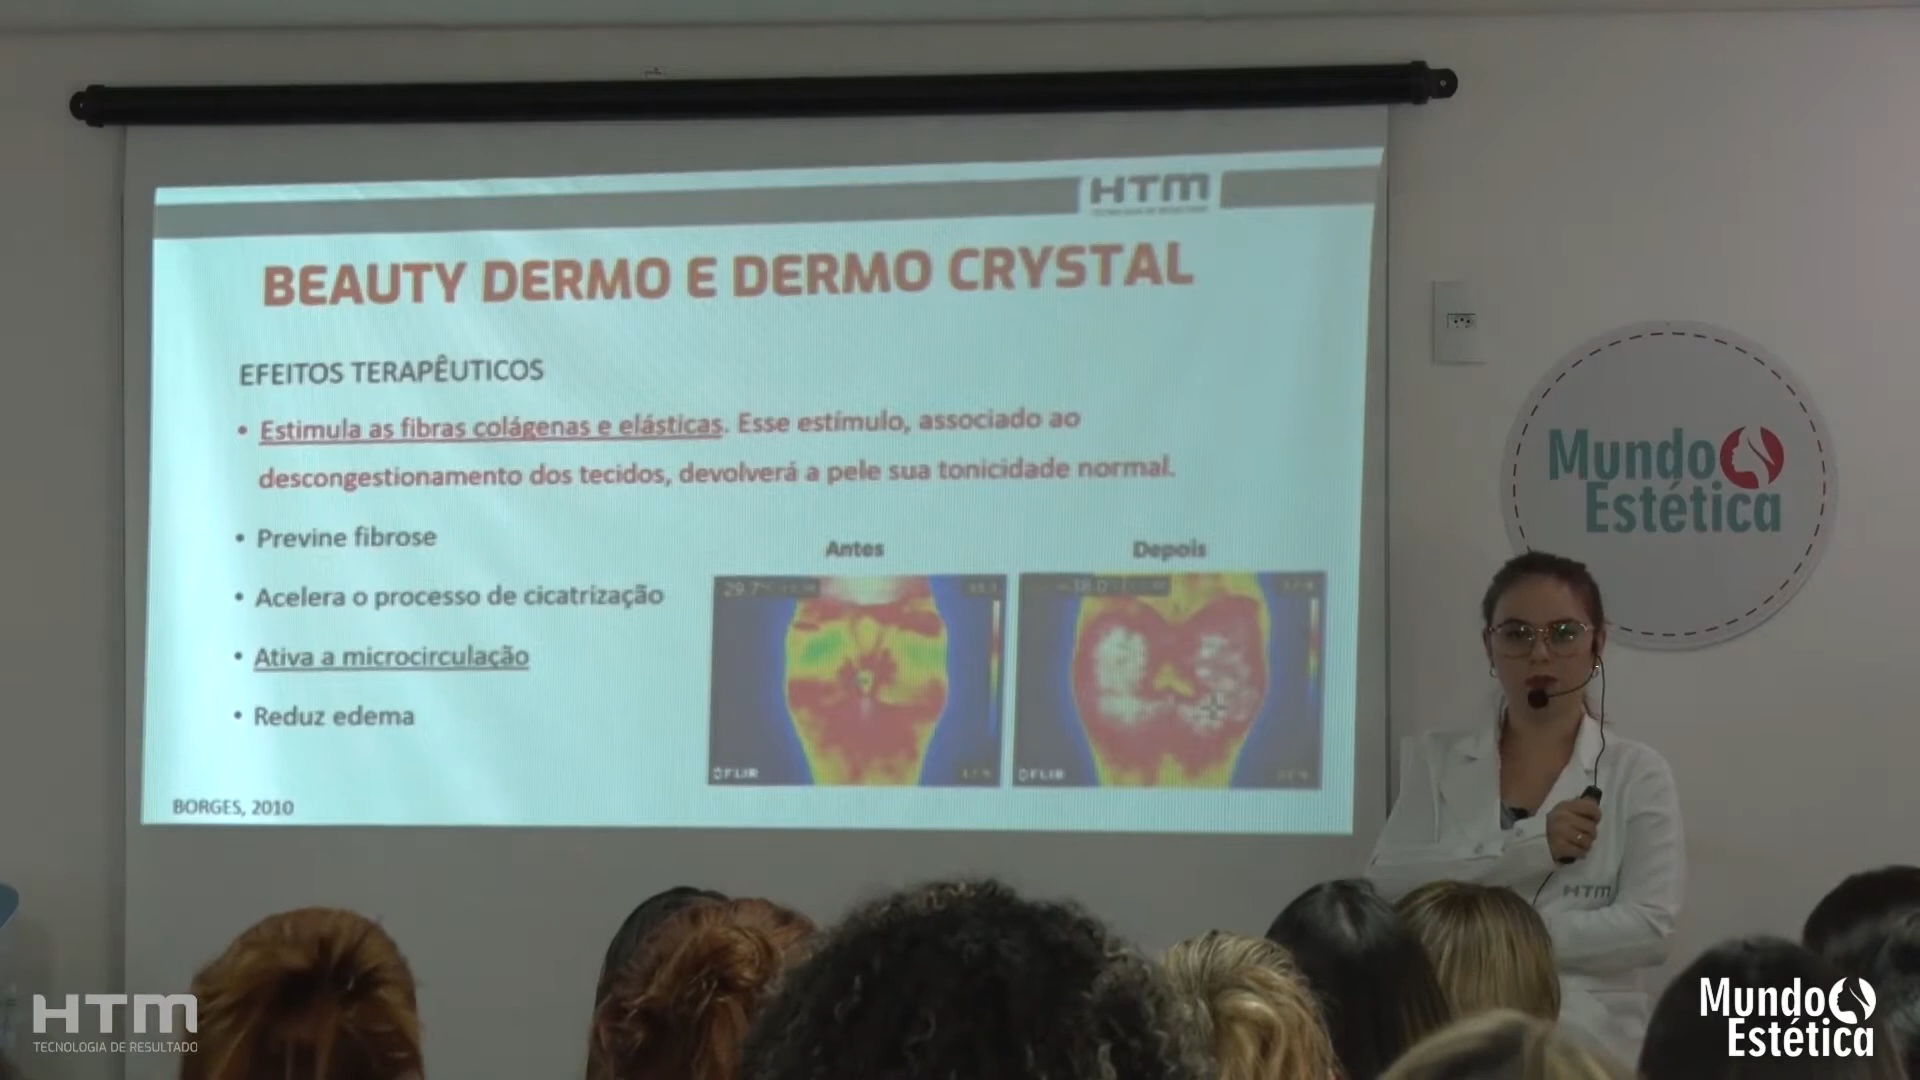 HTM
BEAUTY DERMO E DERMO CRYSTAL
EFEITOS TERAPÊUTICOS
• Estimula as fibras colágenas e elásticas. Esse estímulo, associado ao
descongestionamento dos tecidos, devolverá a pele sua tonicidade normal.
• Previne fibrose
• Acelera o processo de cicatrização
• Ativa a microcirculação
• Reduz edema
Antes
Depois
29.7
FLIR
FLIR
BORGES, 2010
Mundo
Estética
HTM
HTM
TECNOLOGIA DE RESULTADO
Mundo
Estética